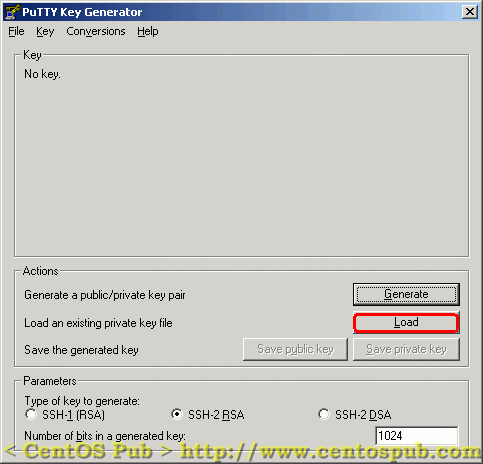 PuTTY Key Generator
File Key Conversions Help
Key
No key.
Actions
Generate a public/private key pair
Generate
Load an existing private key file
Load
Save the generated key
Save public key
Save private key
Parameters
Type of key to generate:
SSH-1 (RSA)
SSH-2 RSA
SSH-2 DSA
Number of bits in a generated key:
1024
< CentOS Pub > http://www.centospub.com